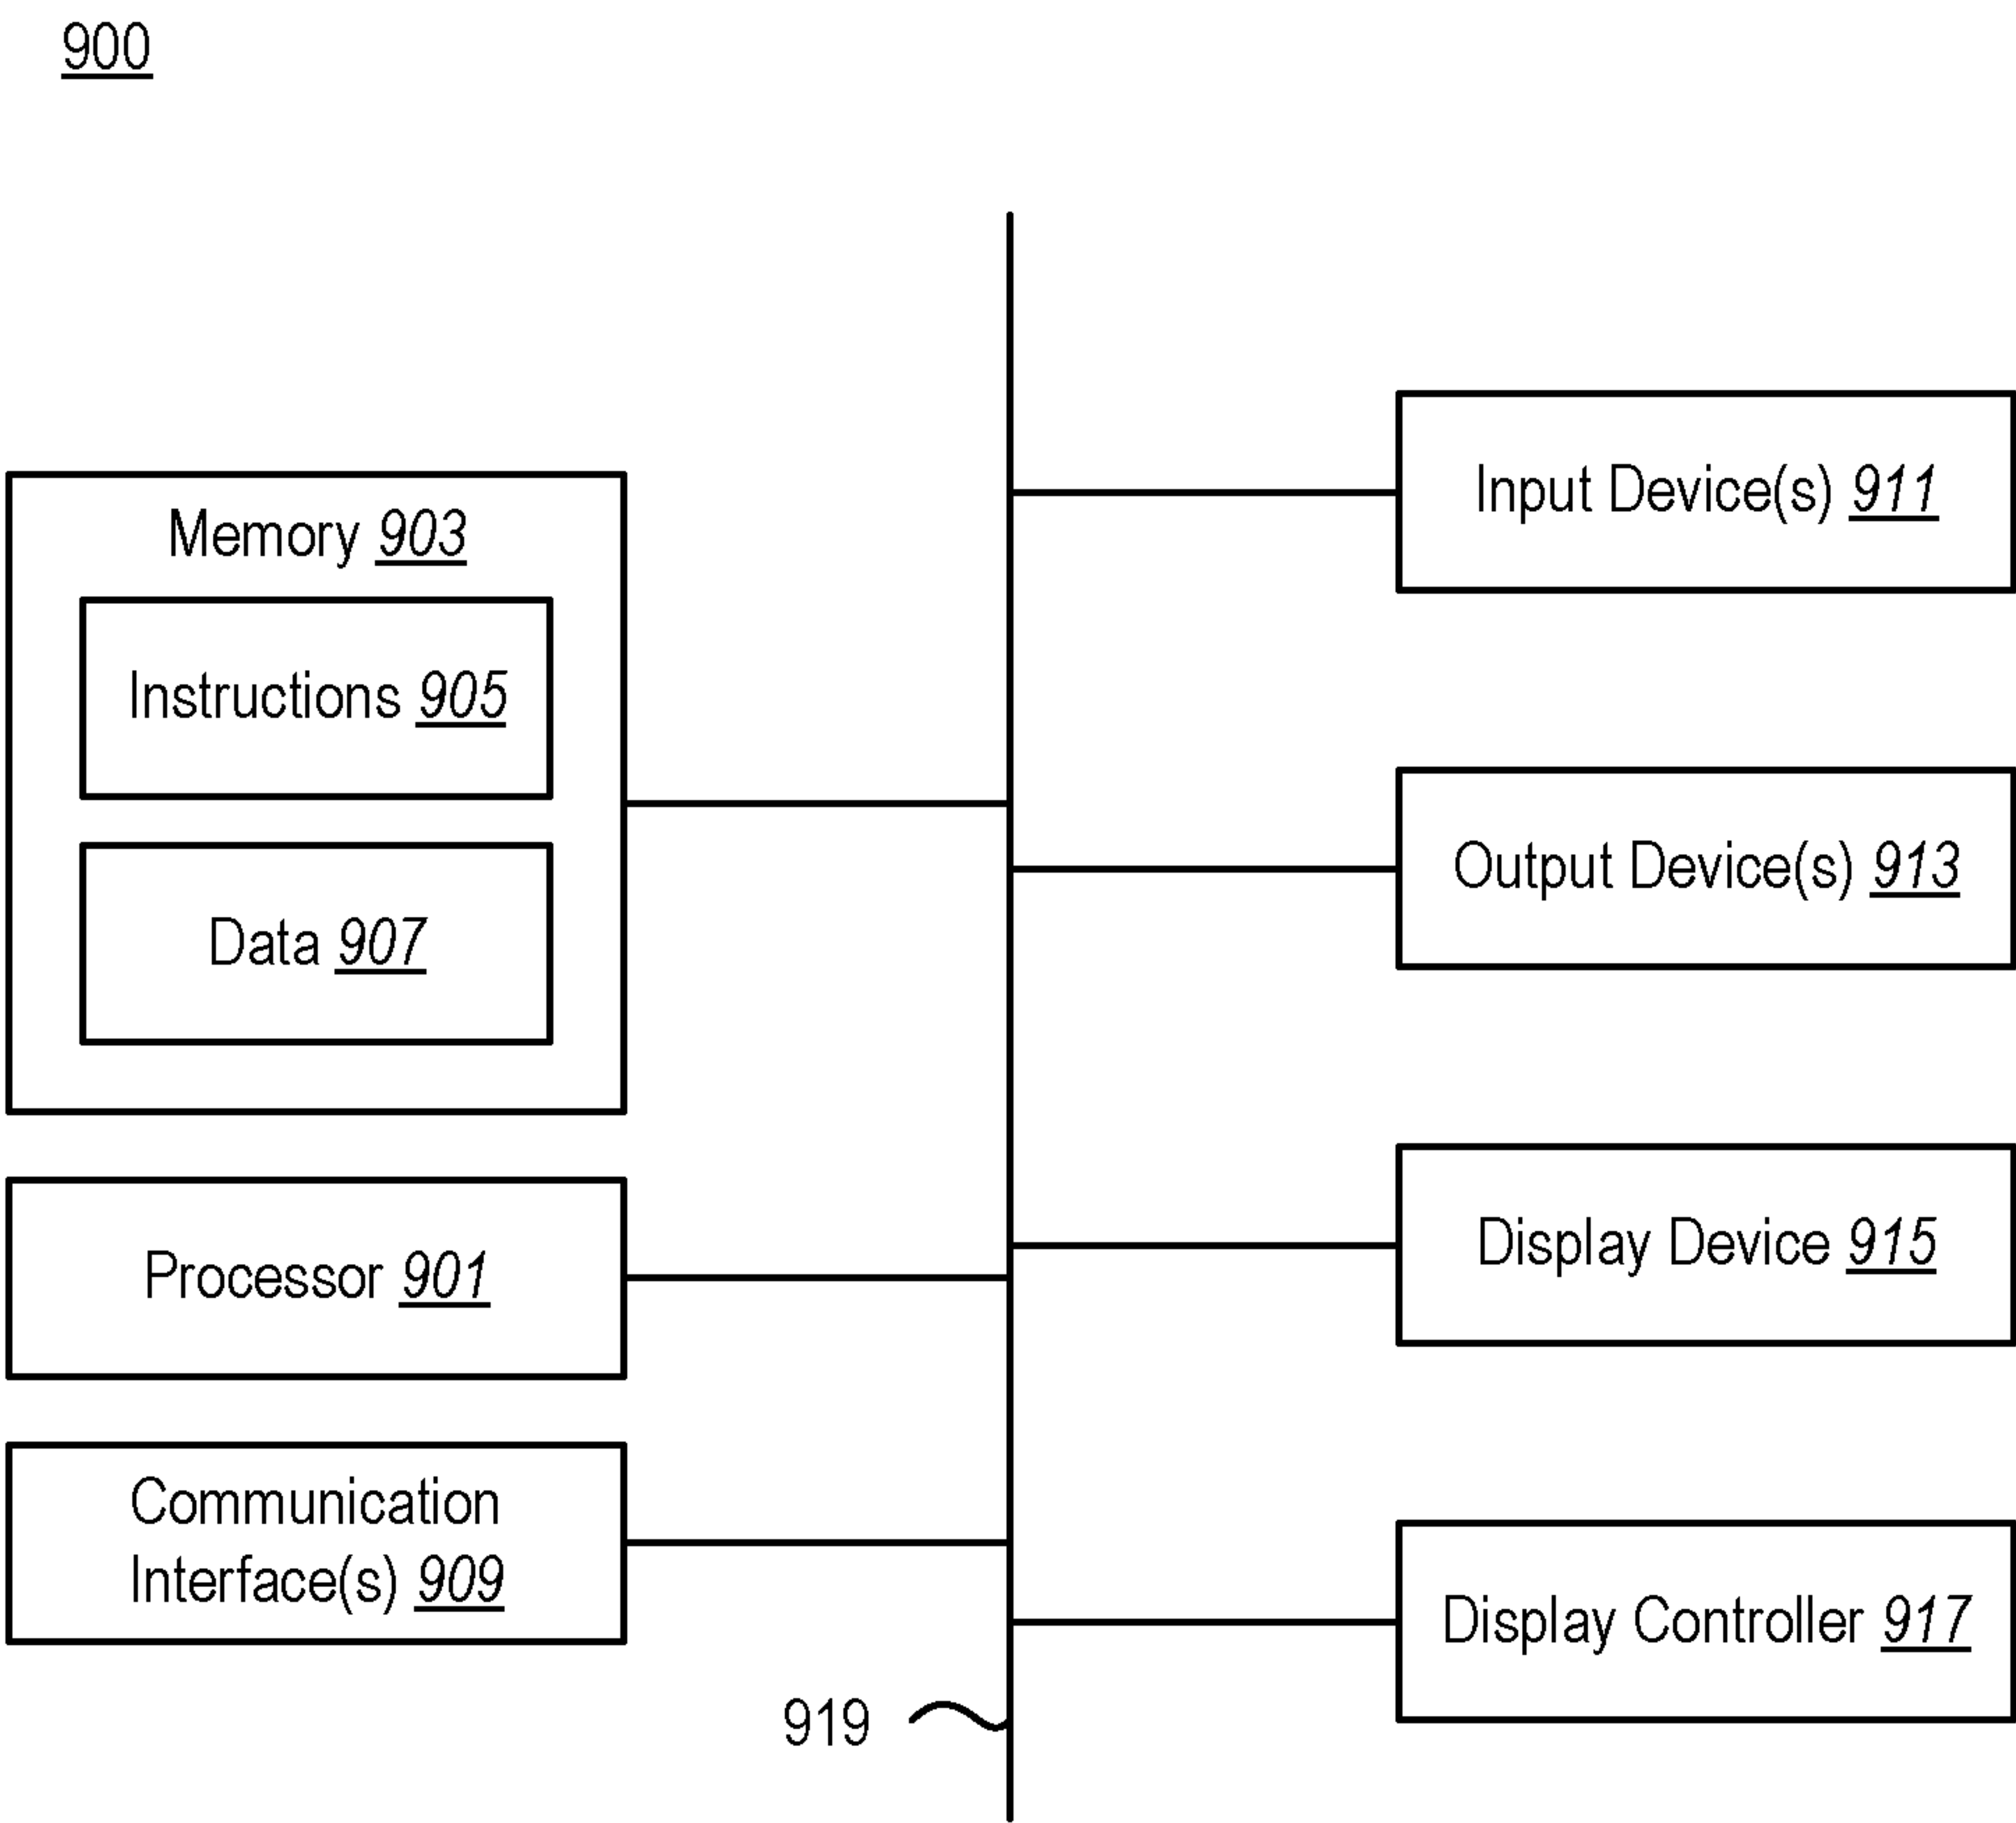 900
Memory 903
Instructions 905
Data 907
Processor 901
Communication
Interface(s) 909
Input Device(s) 911
Output Device(s) 913
Display Device 915
Display Controller 917
919